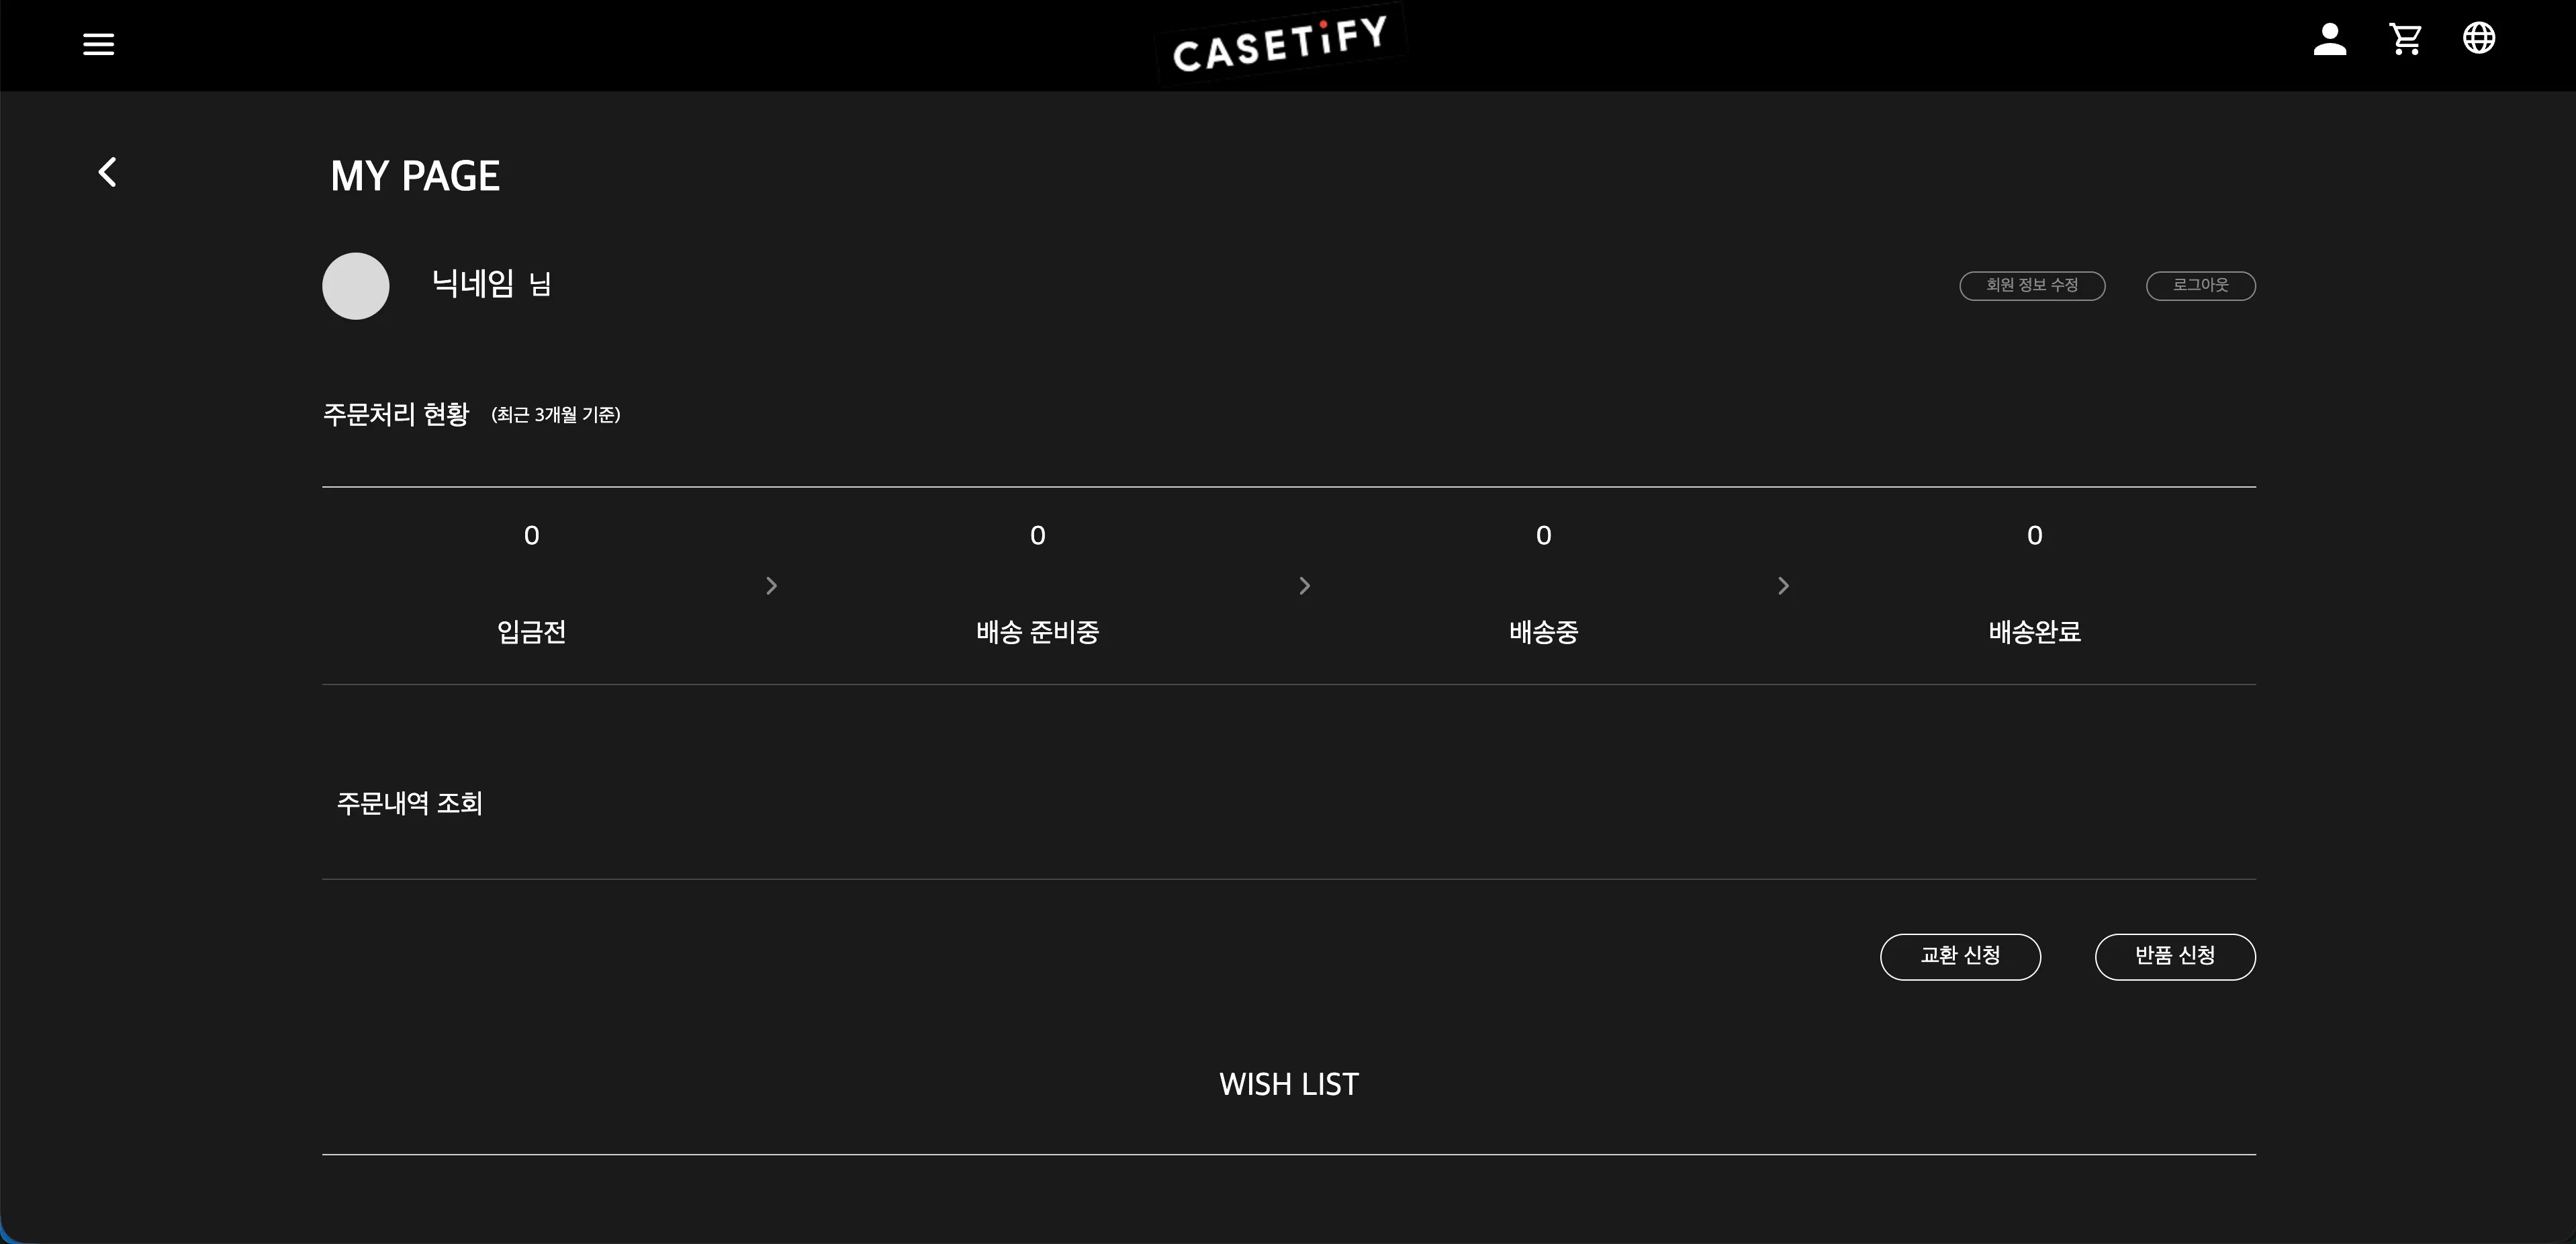 CASETiFY
MY PAGE
닉네임 님
회원 정보 수정
로그아웃
주문처리 현황 (최근 3개월 기준)
0 0 0 0
입금전 배송 준비중 배송중 배송완료
주문내역 조회
교환 신청
반품 신청
WISH LIST